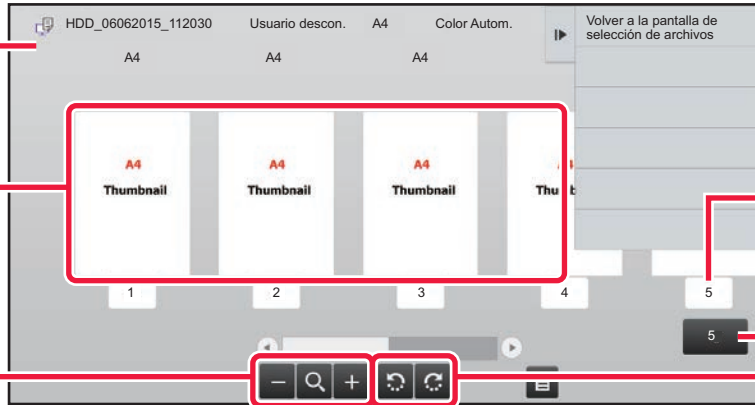 HDD_06062015_112030 Usuario descon. A4 Color Autom.
Volver a la pantalla de
selección de archivos
A4 A4 A4
A4 A4 A4
Thumbnail Thumbnail Thumbnail
1 2 3 4 5
5